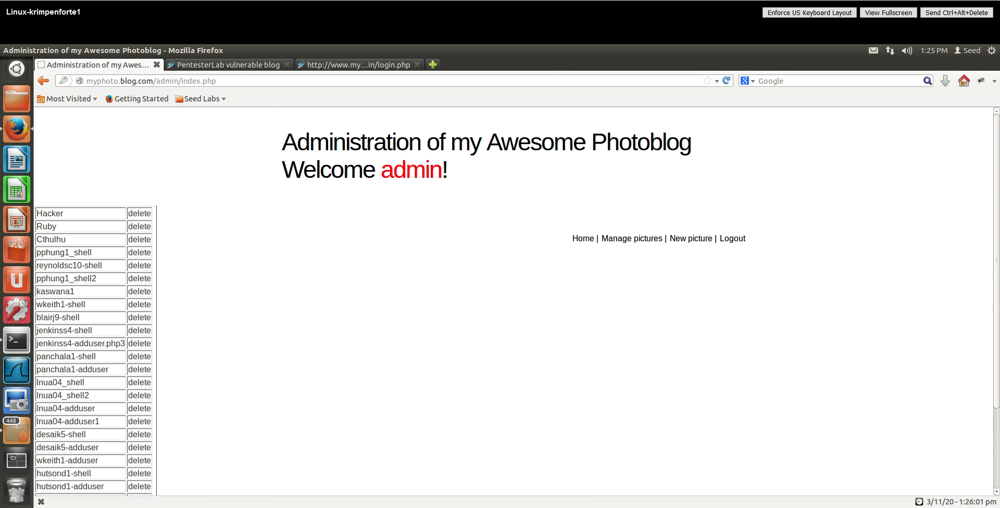 Linux-krimpenforte1
Enforce US Keyboard Layout View Fullscreen Send Ctrl+Alt+Delete
Administration of my Awesome Photoblog - Mozilla Firefox 1:25 PM Seed
Administration of my Awes... PentesterLab vulnerable blog http://www.my...in/login.php
myphoto.blog.com/admin/index.php 8 Google
Most Visited Getting Started Seed Labs
Administration of my Awesome Photoblog
Welcome admin!
Home | Manage pictures | New picture | Logout
Hacker delete
Ruby delete
Cthulhu delete
pphung1_shell delete
reynoldsc10-shell delete
pphung1_shell2 delete
kaswana1 delete
wkeith1-shell delete
blairj9-shell delete
jenkinss4-shell delete
jenkinss4-adduser.php3 delete
panchala1-shell delete
panchala1-adduser delete
lnua04_shell delete
lnua04_shell2 delete
lnua04-adduser delete
lnua04-adduser1 delete
desaik5-shell delete
desaik5-adduser delete
wkeith1-adduser delete
hutsond1-shell delete
hutsond1-adduser delete
448
3/11/20 - 1:26:01 pm